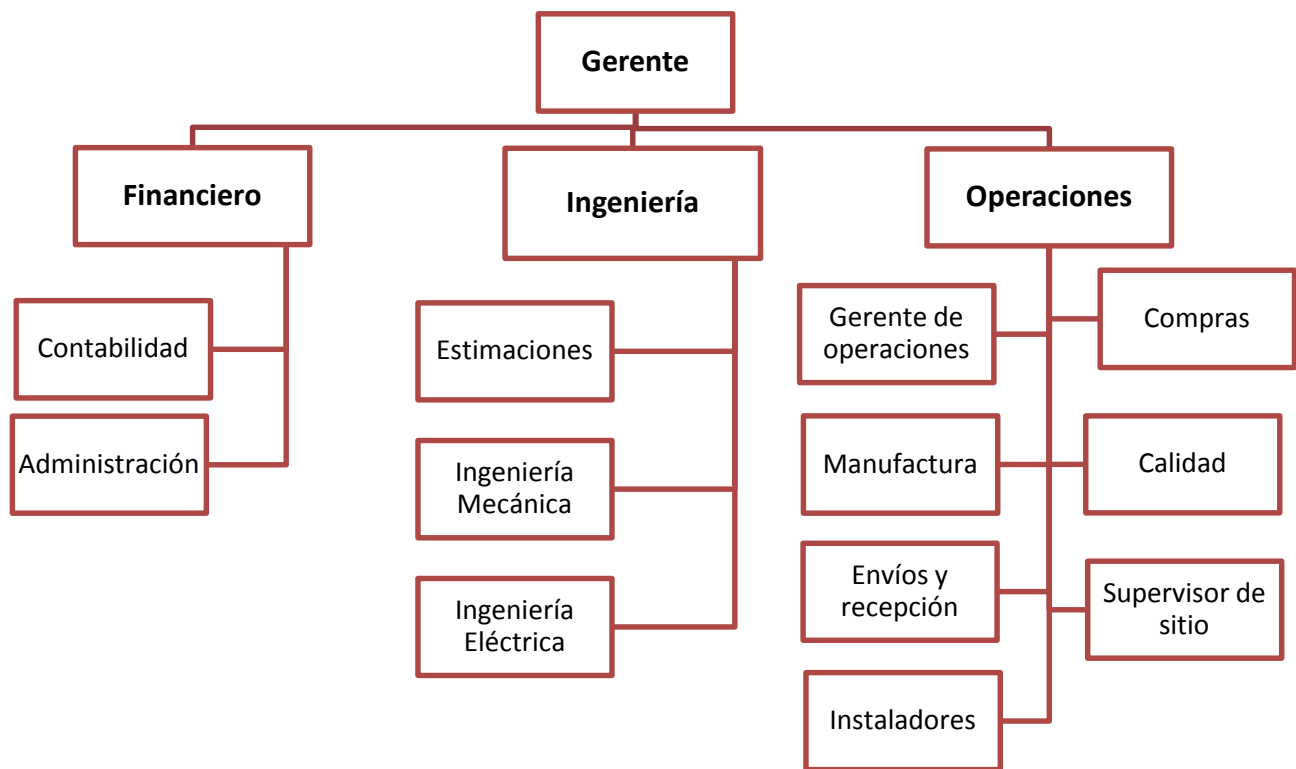 Gerente
Financiero
Ingeniería
Operaciones
Contabilidad
Administración
Estimaciones
Ingeniería
Mecánica
Ingeniería
Eléctrica
Gerente de
operaciones
Compras
Manufactura
Calidad
Envíos y
recepción
Supervisor de
sitio
Instaladores